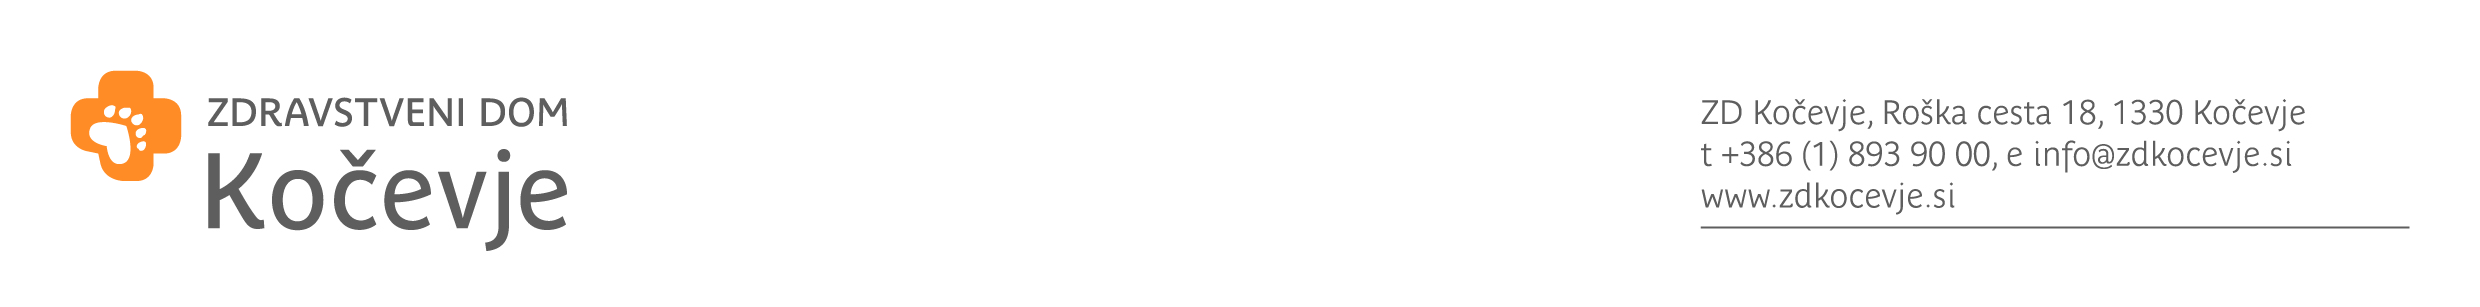 ZDRAVSTVENI DOM
Kočevje
ZD Kočevje, Roška cesta 18, 1330 Kočevje
t +386 (1) 893 90 00, e info@zdkocevje.si
www.zdkocevje.si